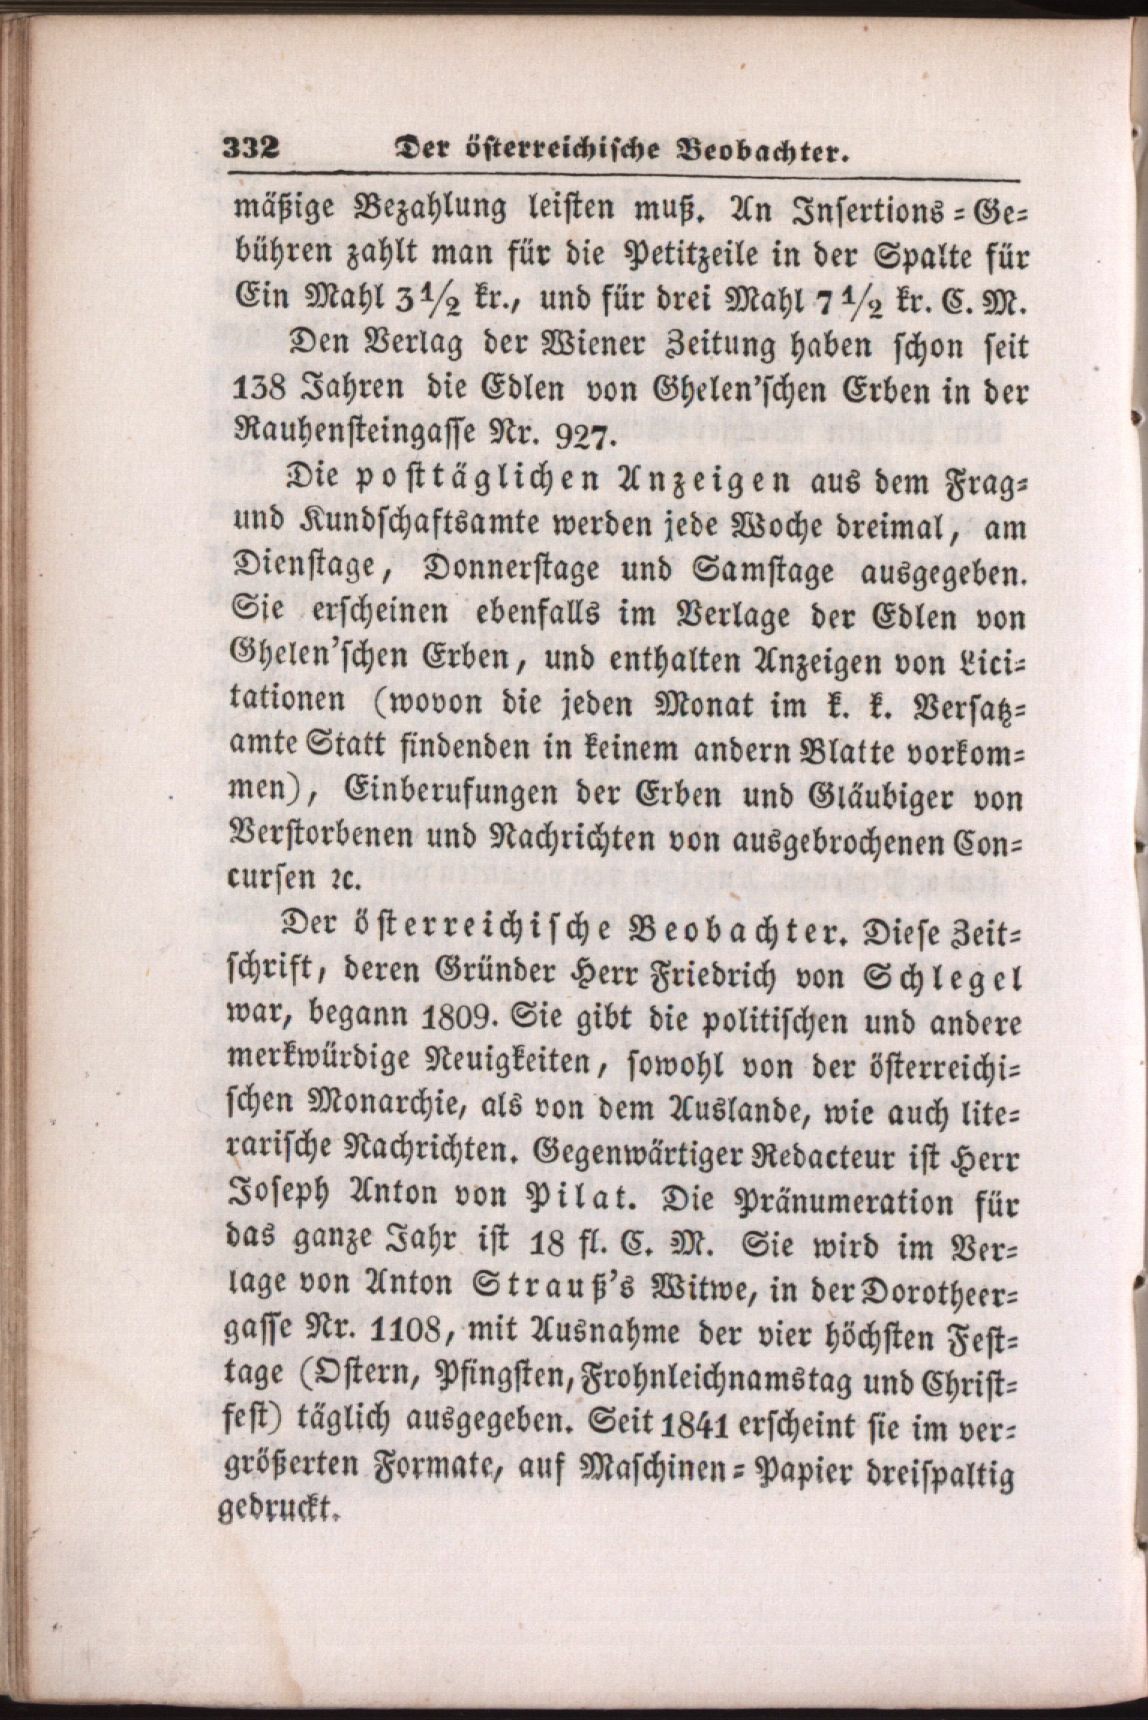 332 Der österreichische Beobachter.
mäßige Bezahlung leisten muß. An Insertions-Ge-
bühren zahlt man für die Petitzeile in der Spalte für
Ein Mahl 3 1/2 kr., und für drei Mahl 7 1/2 kr. C. M.
Den Verlag der Wiener Zeitung haben schon seit
138 Jahren die Edlen von Ghelen'schen Erben in der
Rauhensteingasse Nr. 927.
Die posttäglichen Anzeigen aus dem Frag-
und Kundschaftsamte werden jede Woche dreimal, am
Dienstage, Donnerstage und Samstage ausgegeben.
Sie erscheinen ebenfalls im Verlage der Edlen von
Ghelen'schen Erben, und enthalten Anzeigen von Lici-
tationen (wovon die jeden Monat im k. k. Versatz-
amte Statt findenden in keinem andern Blatte vorkom-
men), Einberufungen der Erben und Gläubiger von
Verstorbenen und Nachrichten von ausgebrochenen Con-
cursen ꝛc.
Der österreichische Beobachter. Diese Zeit-
schrift, deren Gründer Herr Friedrich von Schlegel
war, begann 1809. Sie gibt die politischen und andere
merkwürdige Neuigkeiten, sowohl von der österreichi-
schen Monarchie, als von dem Auslande, wie auch lite-
rarische Nachrichten. Gegenwärtiger Redacteur ist Herr
Joseph Anton von Pilat. Die Pränumeration für
das ganze Jahr ist 18 fl. C. M. Sie wird im Ver-
lage von Anton Strauß's Witwe, in der Dorotheer-
gasse Nr. 1108, mit Ausnahme der vier höchsten Fest-
tage (Ostern, Pfingsten, Frohnleichnamstag und Christ-
fest) täglich ausgegeben. Seit 1841 erscheint sie im ver-
größerten Formate, auf Maschinen-Papier dreispaltig
gedruckt.